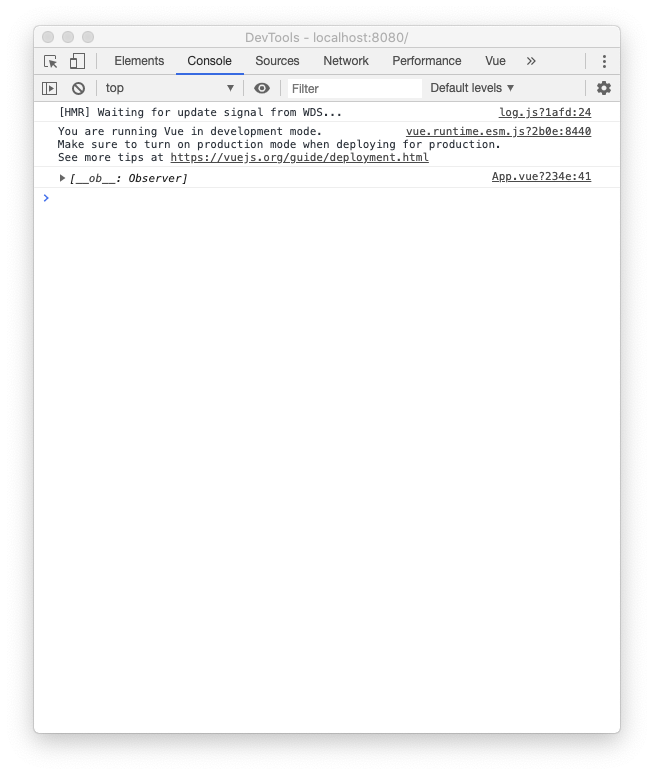 DevTools - localhost:8080/
Elements Console Sources Network Performance Vue »
top ▼ Filter Default levels ▼
[HMR] Waiting for update signal from WDS... log.js?1afd:24
You are running Vue in development mode. vue.runtime.esm.js?2b0e:8440
Make sure to turn on production mode when deploying for production.
See more tips at https://vuejs.org/guide/deployment.html
▶ [__ob__: Observer] App.vue?234e:41
>